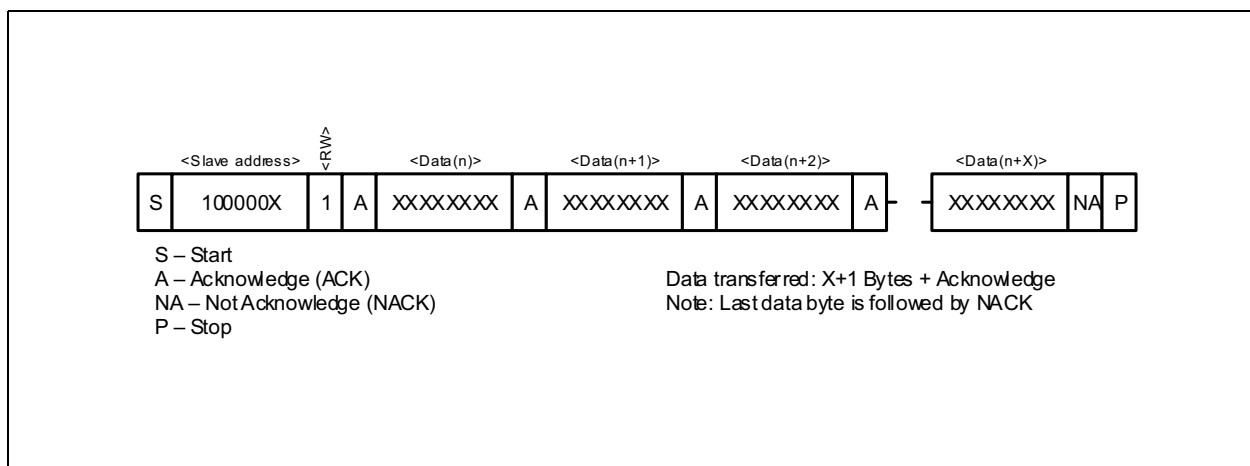 <Slave address> <RW> <Data(n)> <Data(n+1)> <Data(n+2)> <Data(n+X)>
S 100000X 1 A XXXXXXXX A XXXXXXXX A XXXXXXXX A XXXXXXXX NA P
S – Start
A – Acknowledge (ACK)
NA – Not Acknowledge (NACK)
P – Stop
Data transferred: X+1 Bytes + Acknowledge
Note: Last data byte is followed by NACK